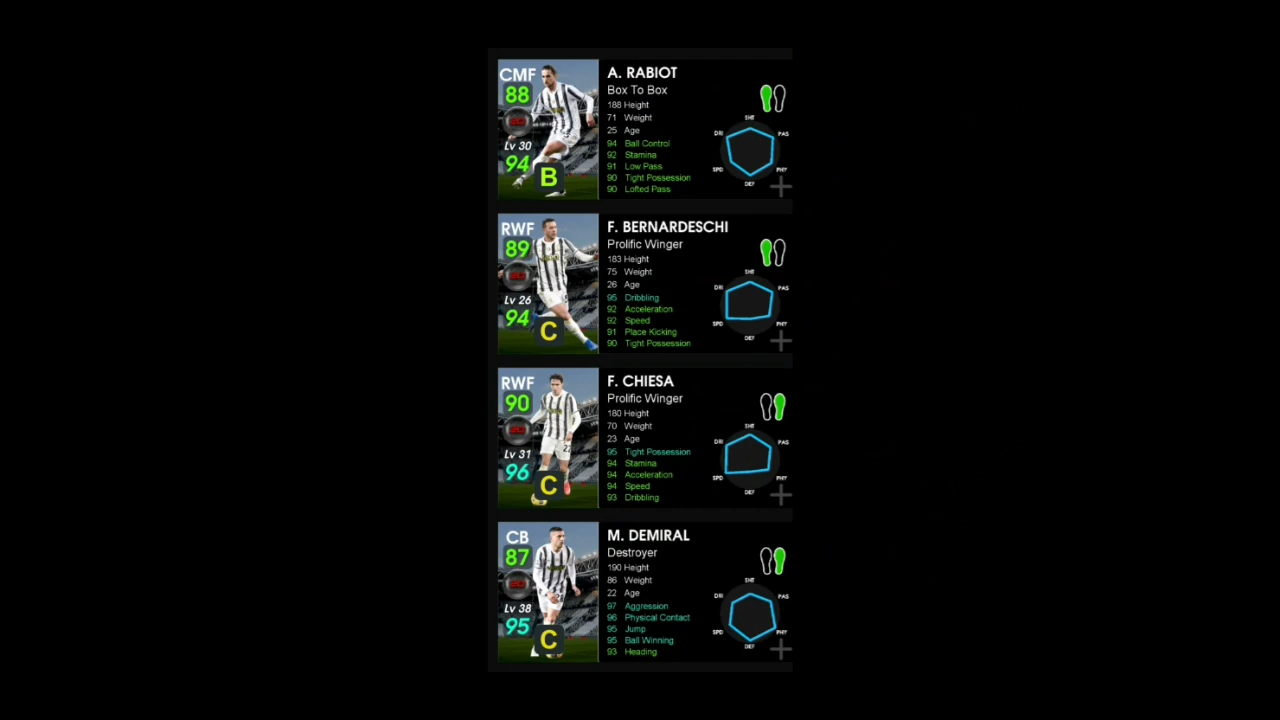 CMF
88
Lv 30
94
B
A. RABIOT
Box To Box
188 Height
71 Weight
25 Age
94 Ball Control
92 Stamina
91 Low Pass
90 Tight Possession
90 Lofted Pass
SHT
DRI PAS
SPD PHY
DEF
RWF
89
Lv 26
94
C
F. BERNARDESCHI
Prolific Winger
183 Height
75 Weight
26 Age
95 Dribbling
92 Acceleration
92 Speed
91 Place Kicking
90 Tight Possession
SHT
DRI PAS
SPD PHY
DEF
RWF
90
Lv 31
96
C
F. CHIESA
Prolific Winger
180 Height
70 Weight
23 Age
95 Tight Possession
94 Stamina
94 Acceleration
94 Speed
93 Dribbling
SHT
DRI PAS
SPD PHY
DEF
CB
87
Lv 38
95
C
M. DEMIRAL
Destroyer
190 Height
86 Weight
22 Age
97 Aggression
96 Physical Contact
95 Jump
95 Ball Winning
93 Heading
SHT
DRI PAS
SPD PHY
DEF